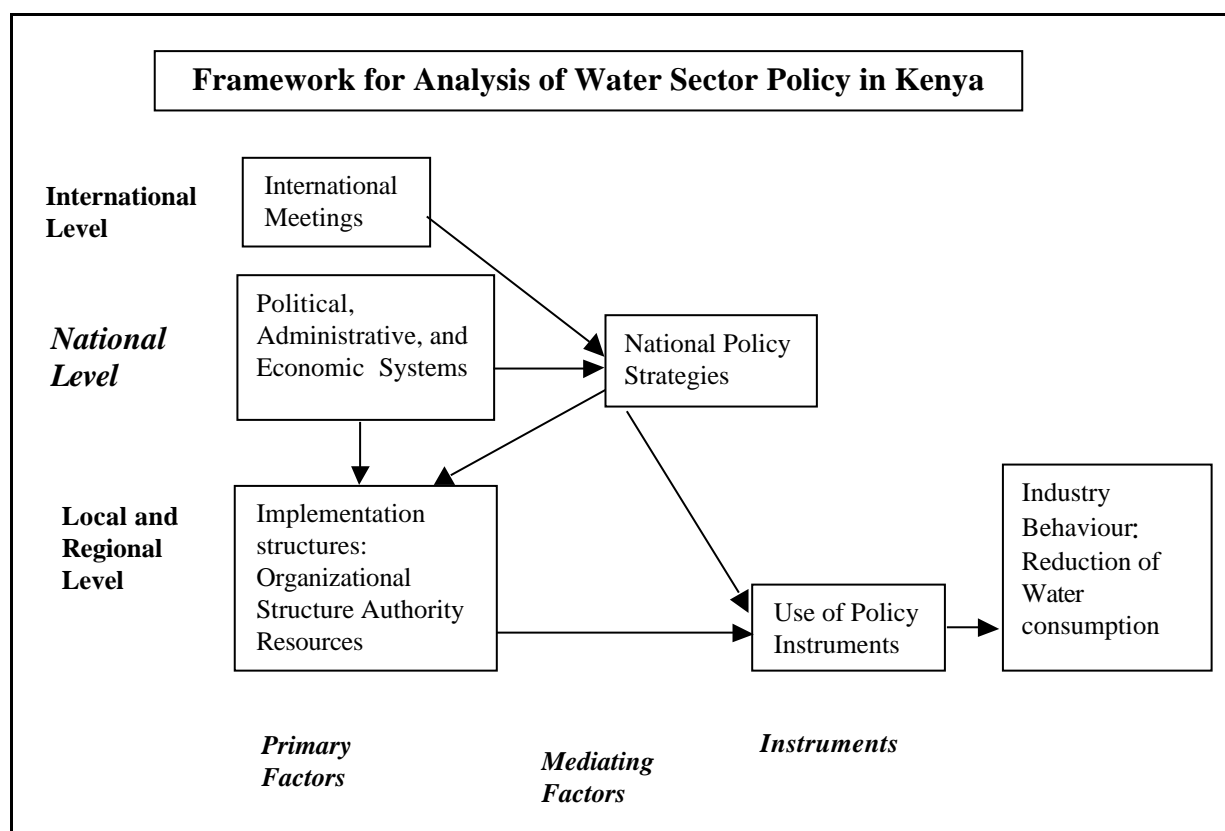 Framework for Analysis of Water Sector Policy in Kenya
International
Level
International
Meetings
National
Level
Political,
Administrative, and
Economic Systems
National Policy
Strategies
Local and
Regional
Level
Implementation
structures:
Organizational
Structure Authority
Resources
Use of Policy
Instruments
Industry
Behaviour:
Reduction of
Water
consumption
Primary
Factors
Mediating
Factors
Instruments